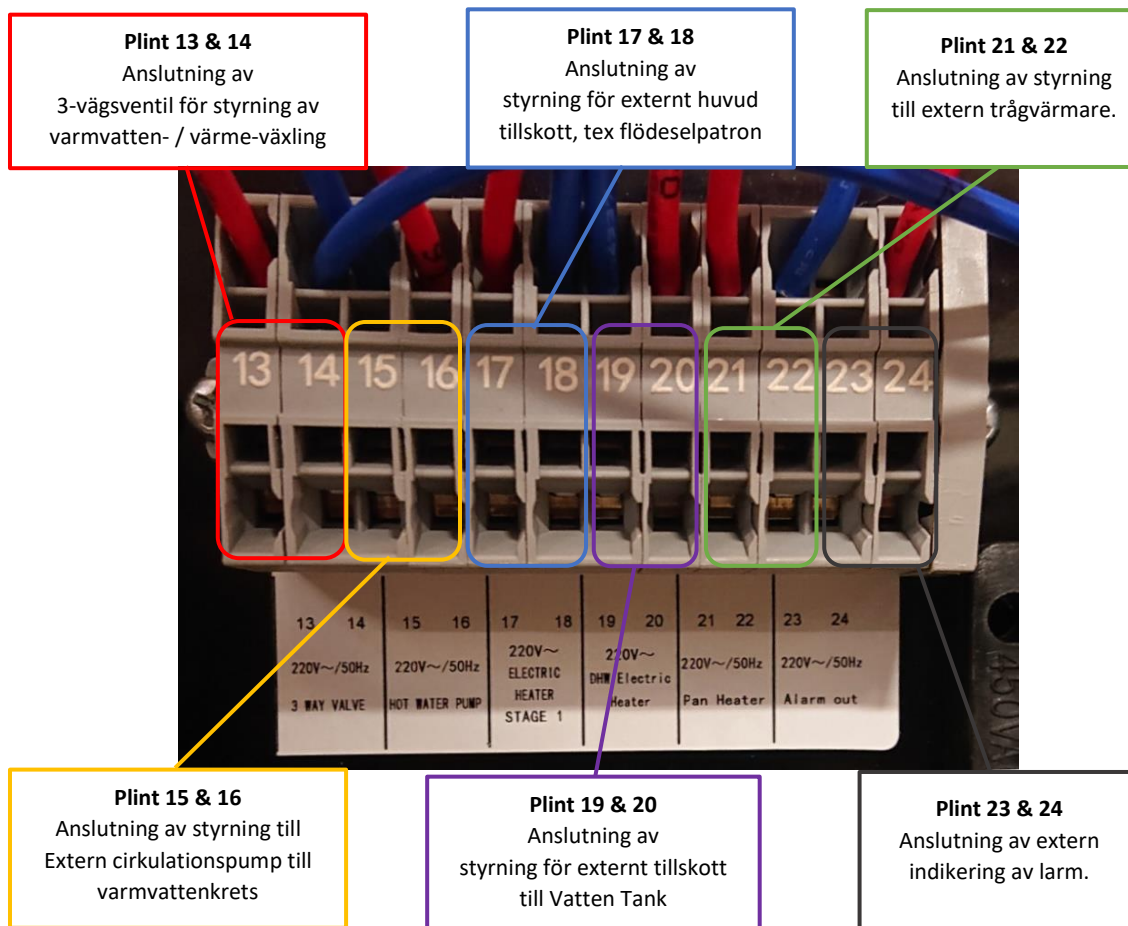 Plint 13 & 14
Anslutning av
3-vägsventil för styrning av
varmvatten- / värme-växling
Plint 17 & 18
Anslutning av
styrning för externt huvud
tillskott, tex flödeselpatron
Plint 21 & 22
Anslutning av styrning
till extern trågvärmare.
13 14 15 16 17 18 19 20 21 22 23 24
13 14
220V~/50Hz
3 WAY VALVE
15 16
220V~/50Hz
HOT WATER PUMP
17 18
220V~
ELECTRIC
HEATER
STAGE 1
19 20
220V~
DHW Electric
Heater
21 22
220V~/50Hz
Pan Heater
23 24
220V~/50Hz
Alarm out
450VA
Plint 15 & 16
Anslutning av styrning till
Extern cirkulationspump till
varmvattenkrets
Plint 19 & 20
Anslutning av
styrning för externt tillskott
till Vatten Tank
Plint 23 & 24
Anslutning av extern
indikering av larm.